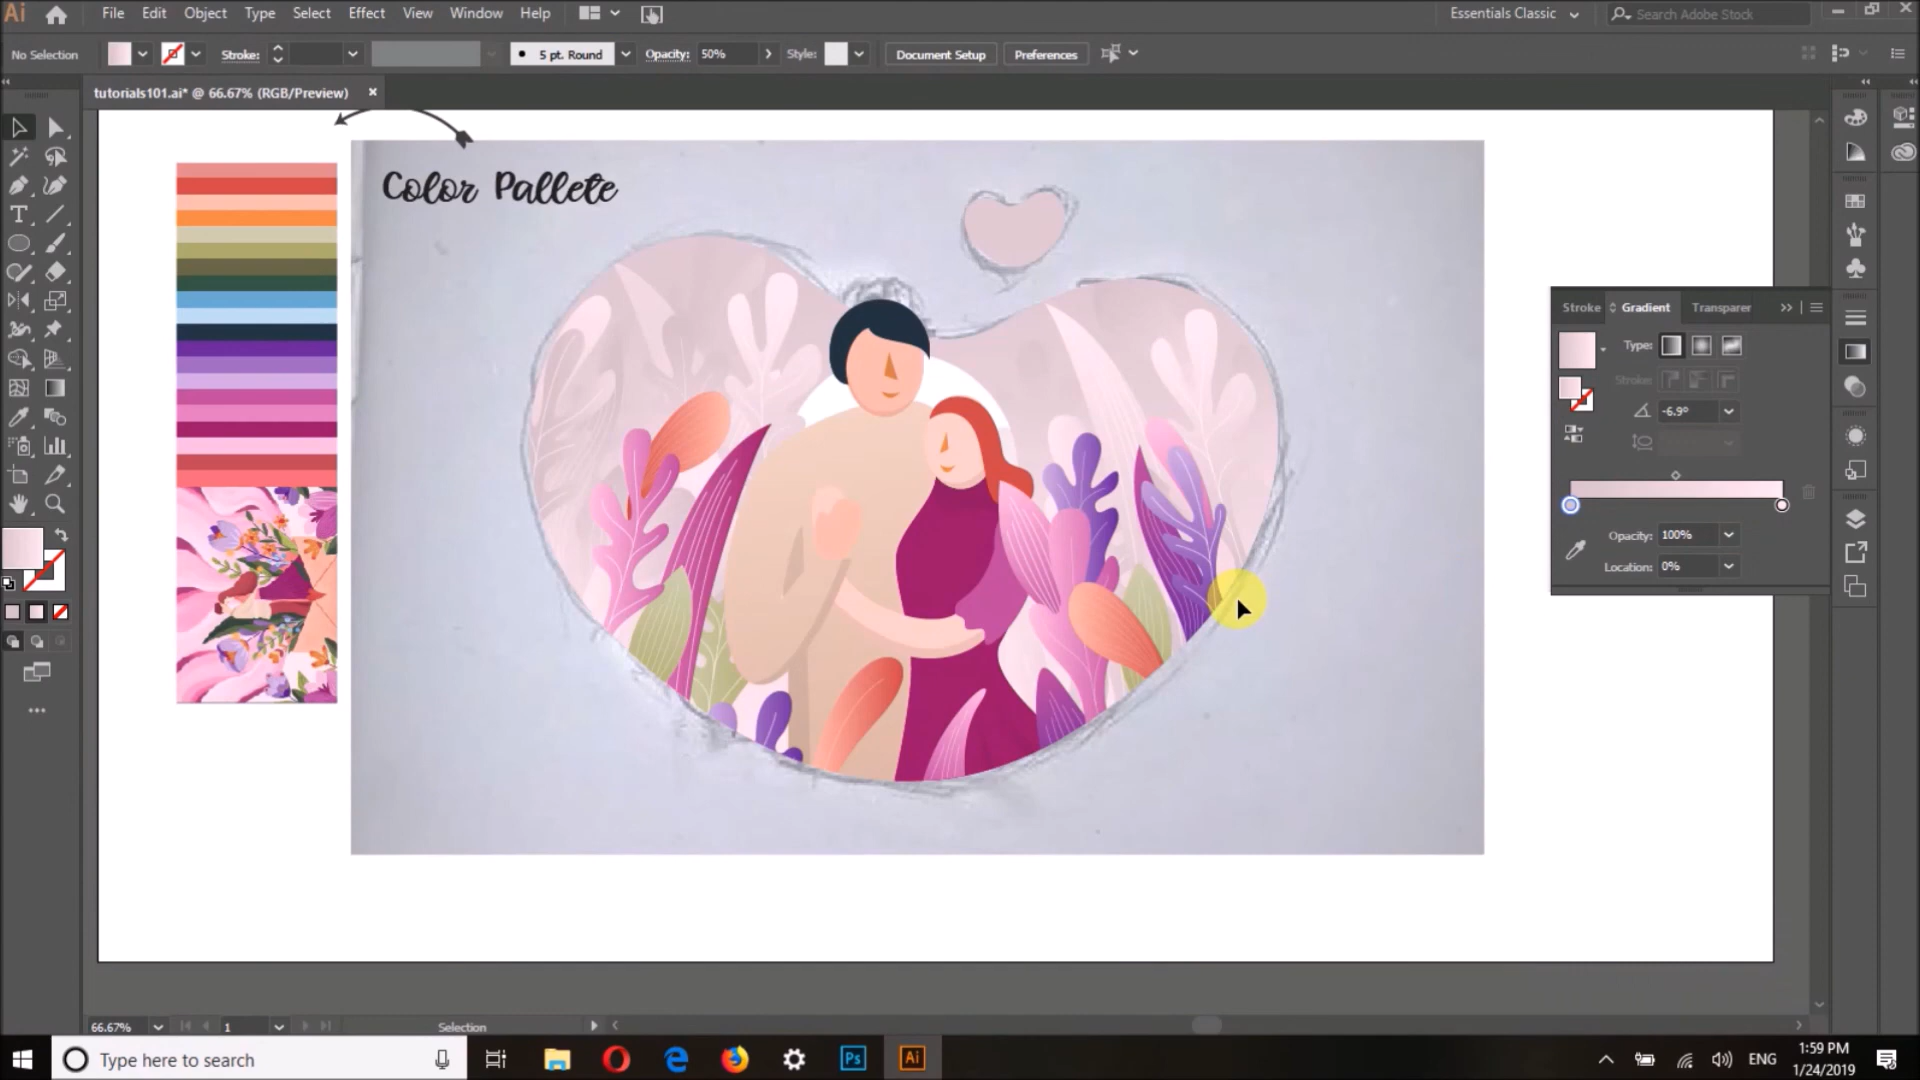 Ai File Edit Object Type Select Effect View Window Help Essentials Classic Search Adobe Stock
No Selection Stroke: 5 pt. Round Opacity: 50% Style: Document Setup Preferences
tutorials101.ai* @ 66.67% (RGB/Preview)
Color Pallete
Stroke Gradient Transparer
Type:
Stroke:
-6.9°
Opacity: 100%
Location: 0%
66.67% 1 Selection
Type here to search Ps Ai ENG 1:59 PM
1/24/2019